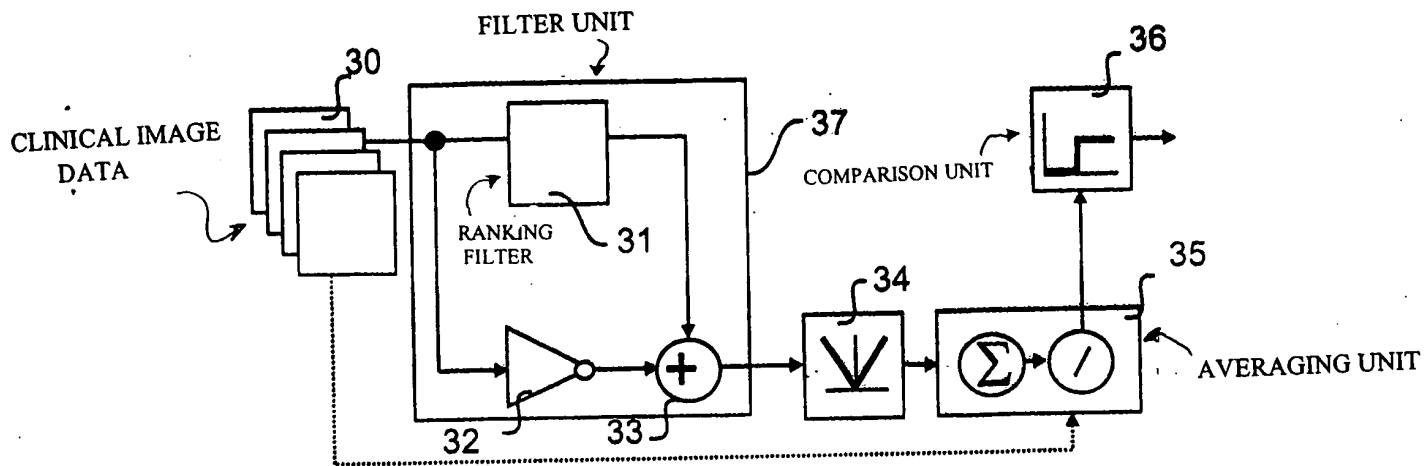 FILTER UNIT
30
36
CLINICAL IMAGE
DATA
37
COMPARISON UNIT
RANKING
FILTER
31
34
35
Σ
/
+
AVERAGING UNIT
32
33